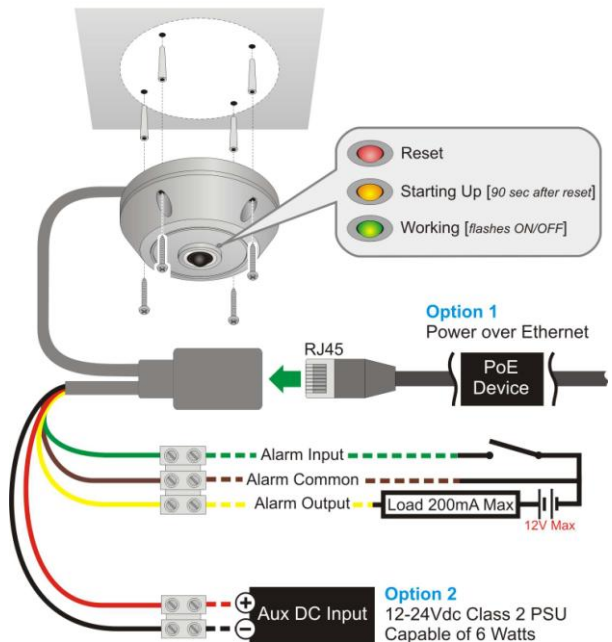 Reset
Starting Up [90 sec after reset]
Working [flashes ON/OFF]
Option 1
Power over Ethernet
RJ45
PoE
Device
Alarm Input
Alarm Common
Alarm Output
Load 200mA Max
12V Max
+
Aux DC Input
−
Option 2
12-24Vdc Class 2 PSU
Capable of 6 Watts